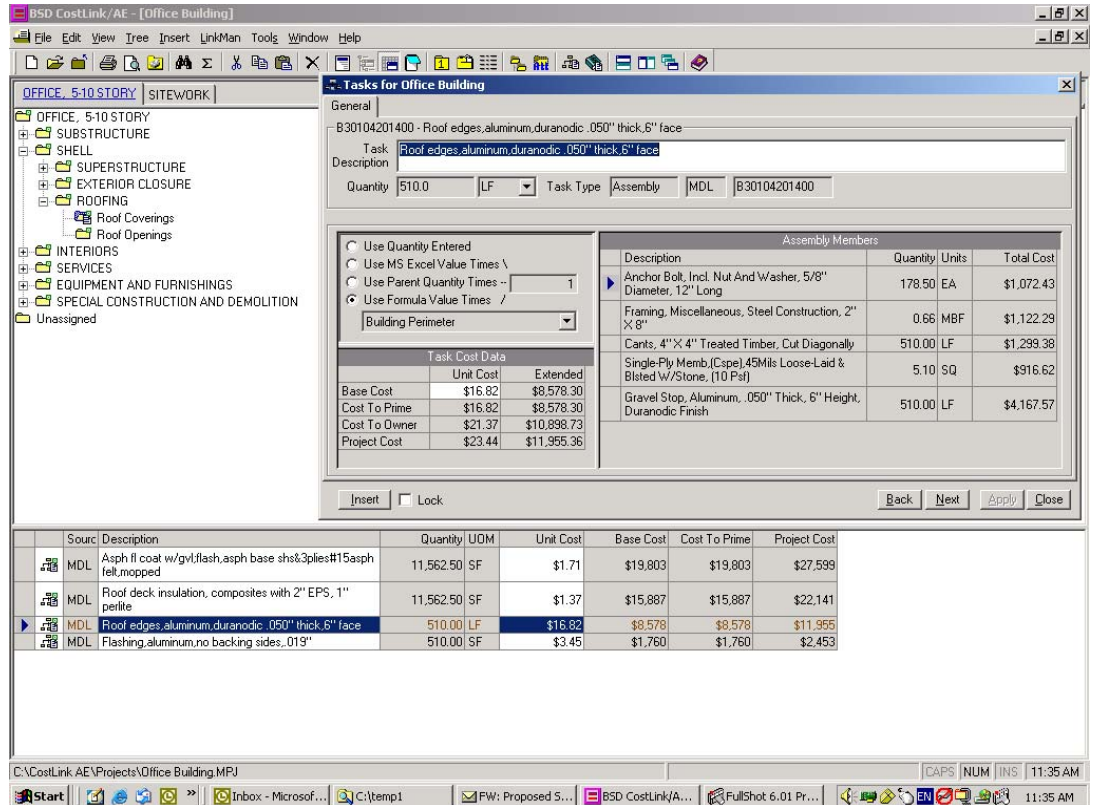 BSD CostLink/AE - [Office Building]
File Edit View Tree Insert LinkMan Tools Window Help
OFFICE, 5-10 STORY SITEWORK
OFFICE, 5-10 STORY
SUBSTRUCTURE
SHELL
SUPERSTRUCTURE
EXTERIOR CLOSURE
ROOFING
Roof Coverings
Roof Openings
INTERIORS
SERVICES
EQUIPMENT AND FURNISHINGS
SPECIAL CONSTRUCTION AND DEMOLITION
Unassigned
Tasks for Office Building
General
B30104201400 - Roof edges,aluminum,duranodic .050" thick,6" face
Task Description Roof edges,aluminum,duranodic .050" thick,6" face
Quantity 510.0 LF Task Type Assembly MDL B30104201400
Use Quantity Entered
Use MS Excel Value Times \
Use Parent Quantity Times -- 1
Use Formula Value Times /
Building Perimeter
Task Cost Data
Unit Cost Extended
Base Cost $16.82 $8,578.30
Cost To Prime $16.82 $8,578.30
Cost To Owner $21.37 $10,898.73
Project Cost $23.44 $11,955.36
Assembly Members
Description Quantity Units Total Cost
Anchor Bolt, Incl. Nut And Washer, 5/8"
Diameter, 12" Long 178.50 EA $1,072.43
Framing, Miscellaneous, Steel Construction, 2"
X 8" 0.66 MBF $1,122.29
Cants, 4" X 4" Treated Timber, Cut Diagonally 510.00 LF $1,299.38
Single-Ply Memb,(Cspe),45Mils Loose-Laid &
Blsted W/Stone, (10 Psf) 5.10 SQ $916.62
Gravel Stop, Aluminum, .050" Thick, 6" Height,
Duranodic Finish 510.00 LF $4,167.57
Insert Lock Back Next Apply Close
Sourc Description Quantity UOM Unit Cost Base Cost Cost To Prime Project Cost
MDL Asph fl coat w/gvl;flash,asph base shs&3plies#15asph
felt,mopped 11,562.50 SF $1.71 $19,803 $19,803 $27,599
MDL Roof deck insulation, composites with 2" EPS, 1"
perlite 11,562.50 SF $1.37 $15,887 $15,887 $22,141
MDL Roof edges,aluminum,duranodic .050" thick,6" face 510.00 LF $16.82 $8,578 $8,578 $11,955
MDL Flashing,aluminum,no backing sides,.019" 510.00 SF $3.45 $1,760 $1,760 $2,453
C:\CostLink AE\Projects\Office Building.MPJ CAPS NUM INS 11:35 AM
Start » Inbox - Microsof... C:\temp1 FW: Proposed S... BSD CostLink/A... FullShot 6.01 Pr... EN 11:35 AM